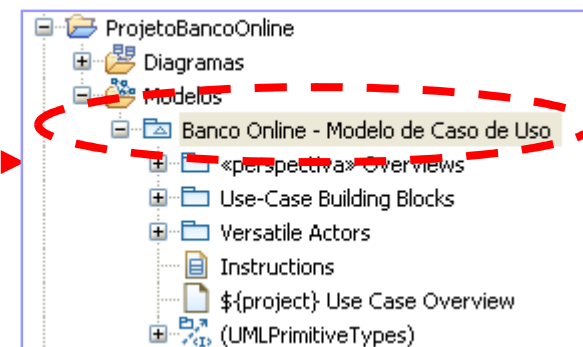 ProjetoBancoOnline
Diagramas
Modelos
Banco Online - Modelo de Caso de Uso
«perspectiva» Overviews
Use-Case Building Blocks
Versatile Actors
Instructions
${project} Use Case Overview
(UMLPrimitiveTypes)